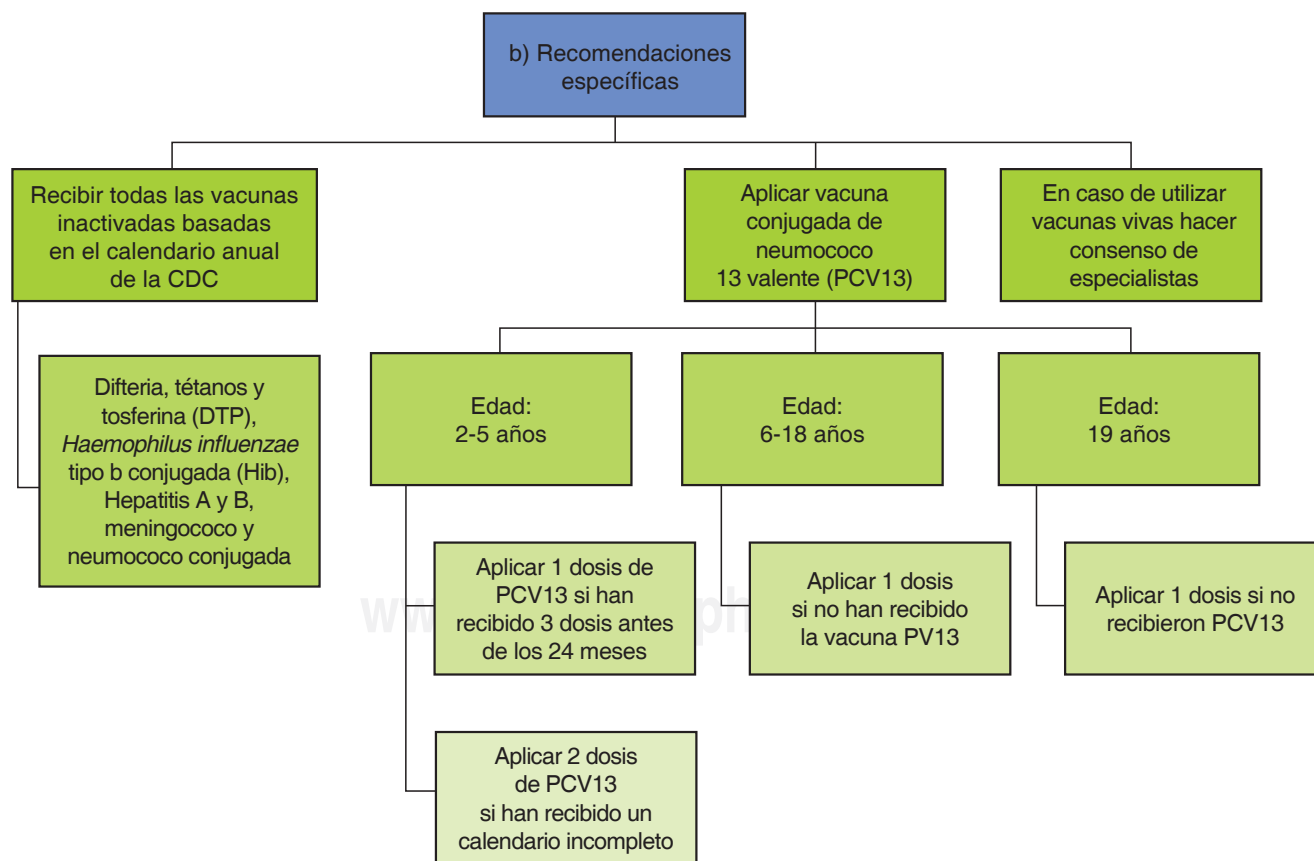 b) Recomendaciones
específicas
Recibir todas las vacunas
inactivadas basadas
en el calendario anual
de la CDC
Aplicar vacuna
conjugada de
neumococo
13 valente (PCV13)
En caso de utilizar
vacunas vivas hacer
consenso de
especialistas
Difteria, tétanos y
tosferina (DTP),
Haemophilus influenzae
tipo b conjugada (Hib),
Hepatitis A y B,
meningococo y
neumococo conjugada
Edad:
2-5 años
Edad:
6-18 años
Edad:
19 años
Aplicar 1 dosis de
PCV13 si han
recibido 3 dosis antes
de los 24 meses
Aplicar 1 dosis
si no han recibido
la vacuna PV13
Aplicar 1 dosis si no
recibieron PCV13
Aplicar 2 dosis
de PCV13
si han recibido un
calendario incompleto